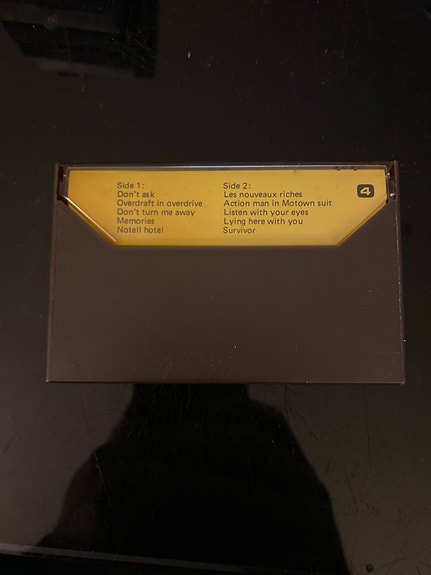 Side 1:
Don't ask
Overdraft in overdrive
Don't turn me away
Memories
Notell hotel
Side 2:
Les nouveaux riches
Action man in Motown suit
Listen with your eyes
Lying here with you
Survivor
4